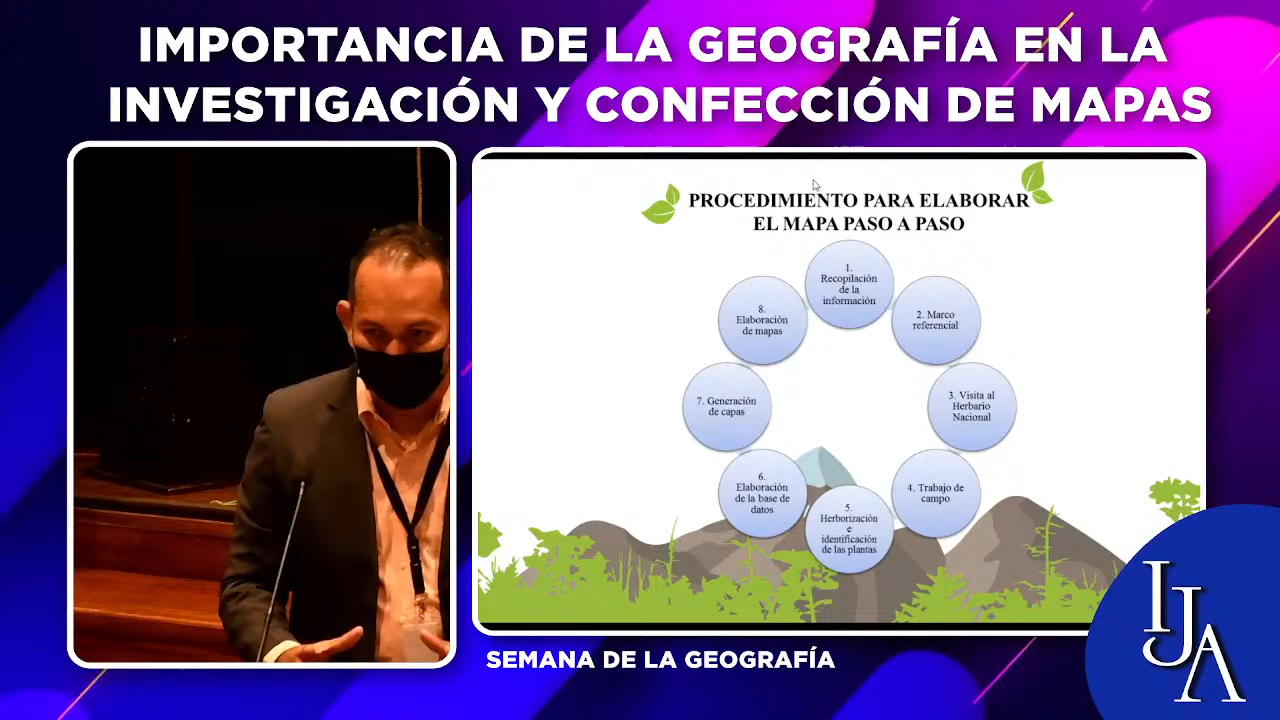 IMPORTANCIA DE LA GEOGRAFÍA EN LA
INVESTIGACIÓN Y CONFECCIÓN DE MAPAS
PROCEDIMIENTO PARA ELABORAR
EL MAPA PASO A PASO
1.
Recopilación
de la
información
2. Marco
referencial
3. Visita al
Herbario
Nacional
4. Trabajo de
campo
5.
Herborización
e
identificación
de las plantas
6.
Elaboración
de la base de
datos
7. Generación
de capas
8.
Elaboración
de mapas
SEMANA DE LA GEOGRAFÍA
IJA